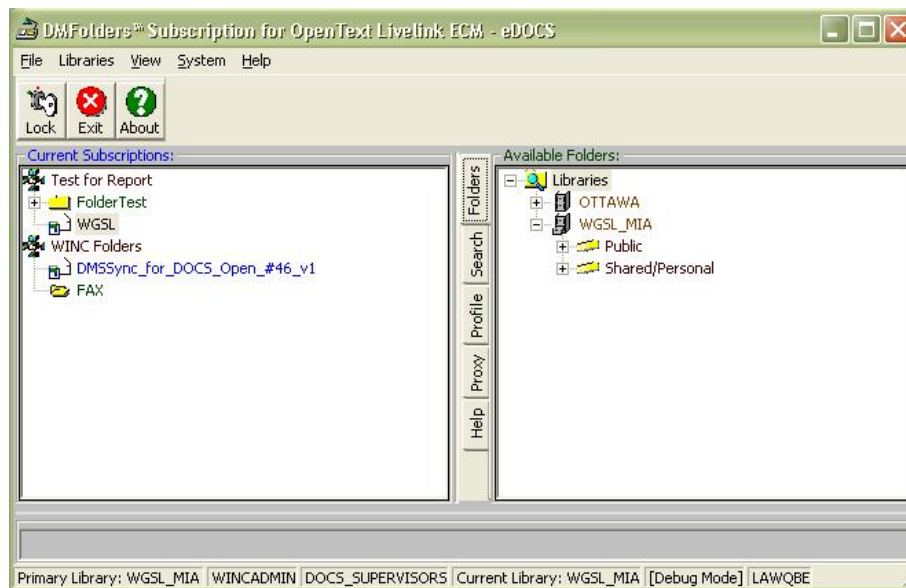 DMFolders™ Subscription for OpenText Livelink ECM - eDOCS
File Libraries View System Help
Lock Exit About
Current Subscriptions:
Test for Report
FolderTest
WGSL
WINC Folders
DMSSync_for_DOCS_Open_#46_v1
FAX
Folders
Search
Profile
Proxy
Help
Available Folders:
Libraries
OTTAWA
WGSL_MIA
Public
Shared/Personal
Primary Library: WGSL_MIA WINCADMIN DOCS_SUPERVISORS Current Library: WGSL_MIA [Debug Mode] LAWQBE